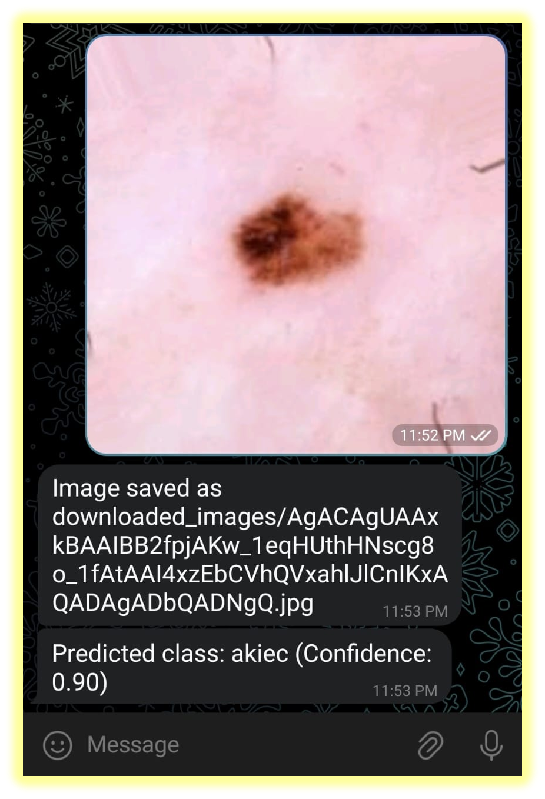 11:52 PM
Image saved as
downloaded_images/AgACAgUAAx
kBAAIBB2fpjAKw_1eqHUthHNscg8
o_1fAtAAI4xzEbCVhQVxahlJlCnIKxA
QADAgADbQADNgQ.jpg
11:53 PM
Predicted class: akiec (Confidence:
0.90)
11:53 PM
Message